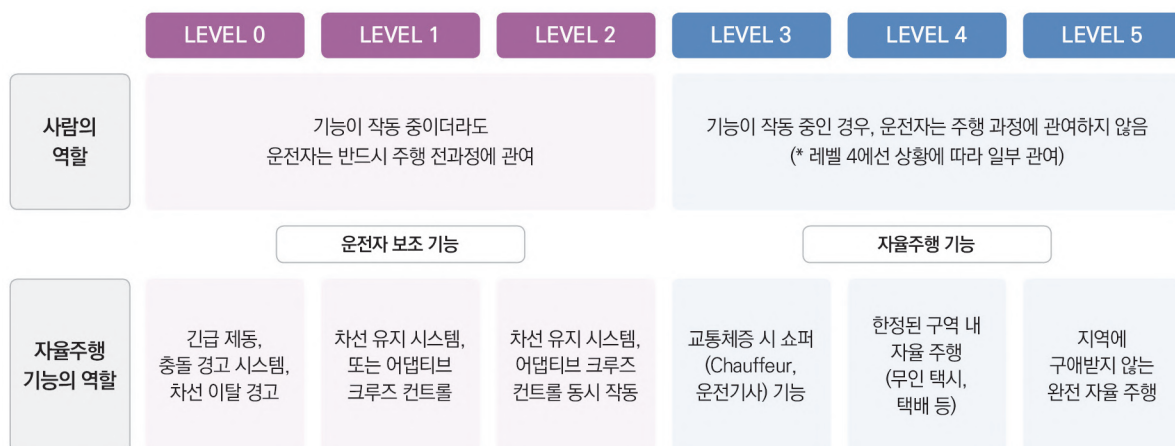 LEVEL 0
LEVEL 1
LEVEL 2
LEVEL 3
LEVEL 4
LEVEL 5
사람의
역할
기능이 작동 중이더라도
운전자는 반드시 주행 전과정에 관여
기능이 작동 중인 경우, 운전자는 주행 과정에 관여하지 않음
(* 레벨 4에선 상황에 따라 일부 관여)
운전자 보조 기능
자율주행 기능
자율주행
기능의 역할
긴급 제동,
충돌 경고 시스템,
차선 이탈 경고
차선 유지 시스템,
또는 어댑티브
크루즈 컨트롤
차선 유지 시스템,
어댑티브 크루즈
컨트롤 동시 작동
교통체증 시 쇼퍼
(Chauffeur,
운전기사) 기능
한정된 구역 내
자율 주행
(무인 택시,
택배 등)
지역에
구애받지 않는
완전 자율 주행